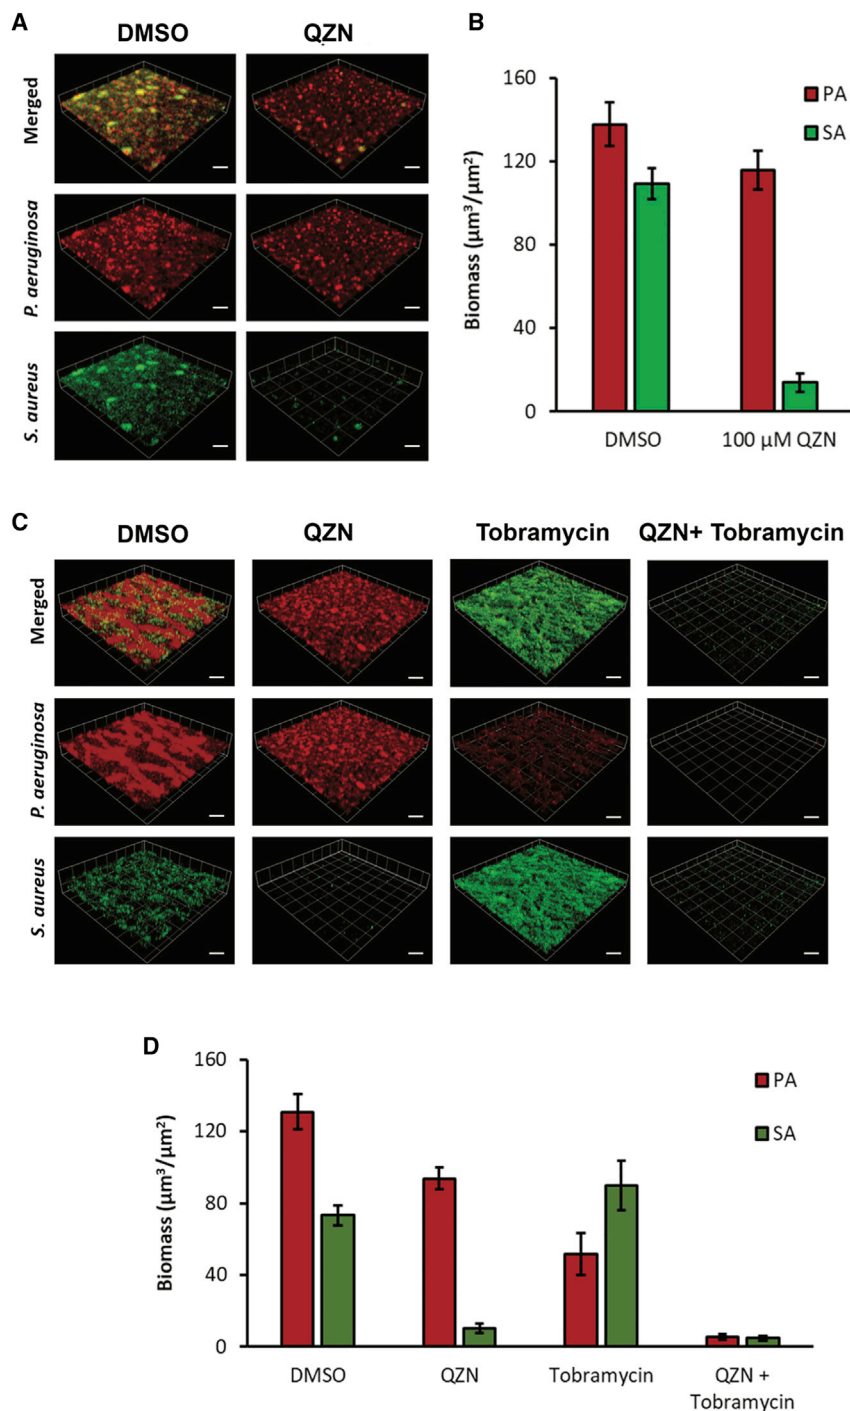 A
DMSO
QZN
Merged
P. aeruginosa
S. aureus
B
160
120
80
40
0
Biomass (µm³/µm²)
PA
SA
DMSO
100 µM QZN
C
DMSO
QZN
Tobramycin
QZN+ Tobramycin
Merged
P. aeruginosa
S. aureus
D
160
120
80
40
0
Biomass (µm³/µm²)
PA
SA
DMSO
QZN
Tobramycin
QZN +
Tobramycin